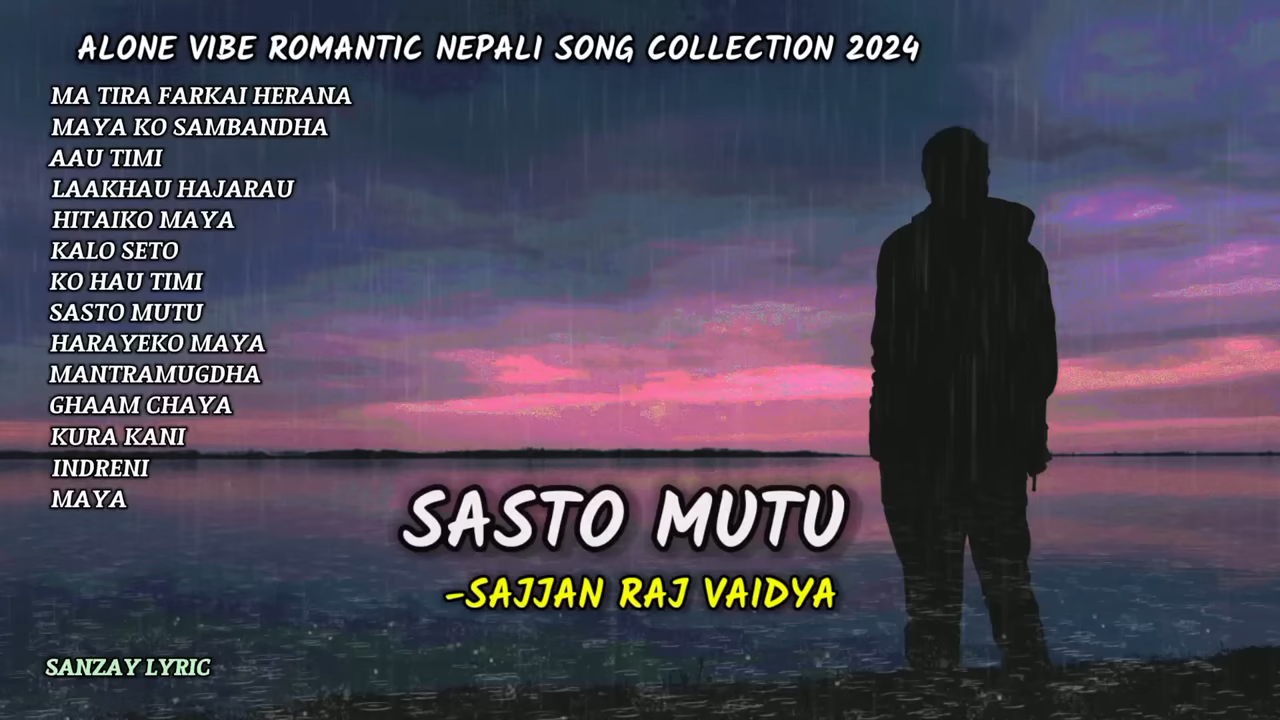 ALONE VIBE ROMANTIC NEPALI SONG COLLECTION 2024
MA TIRA FARKAI HERANA
MAYA KO SAMBANDHA
AAU TIMI
LAAKHAU HAJARAU
HITAIKO MAYA
KALO SETO
KO HAU TIMI
SASTO MUTU
HARAYEKO MAYA
MANTRAMUGDHA
GHAAM CHAYA
KURA KANI
INDRENI
MAYA
SASTO MUTU
-SAJJAN RAJ VAIDYA
SANZAY LYRIC